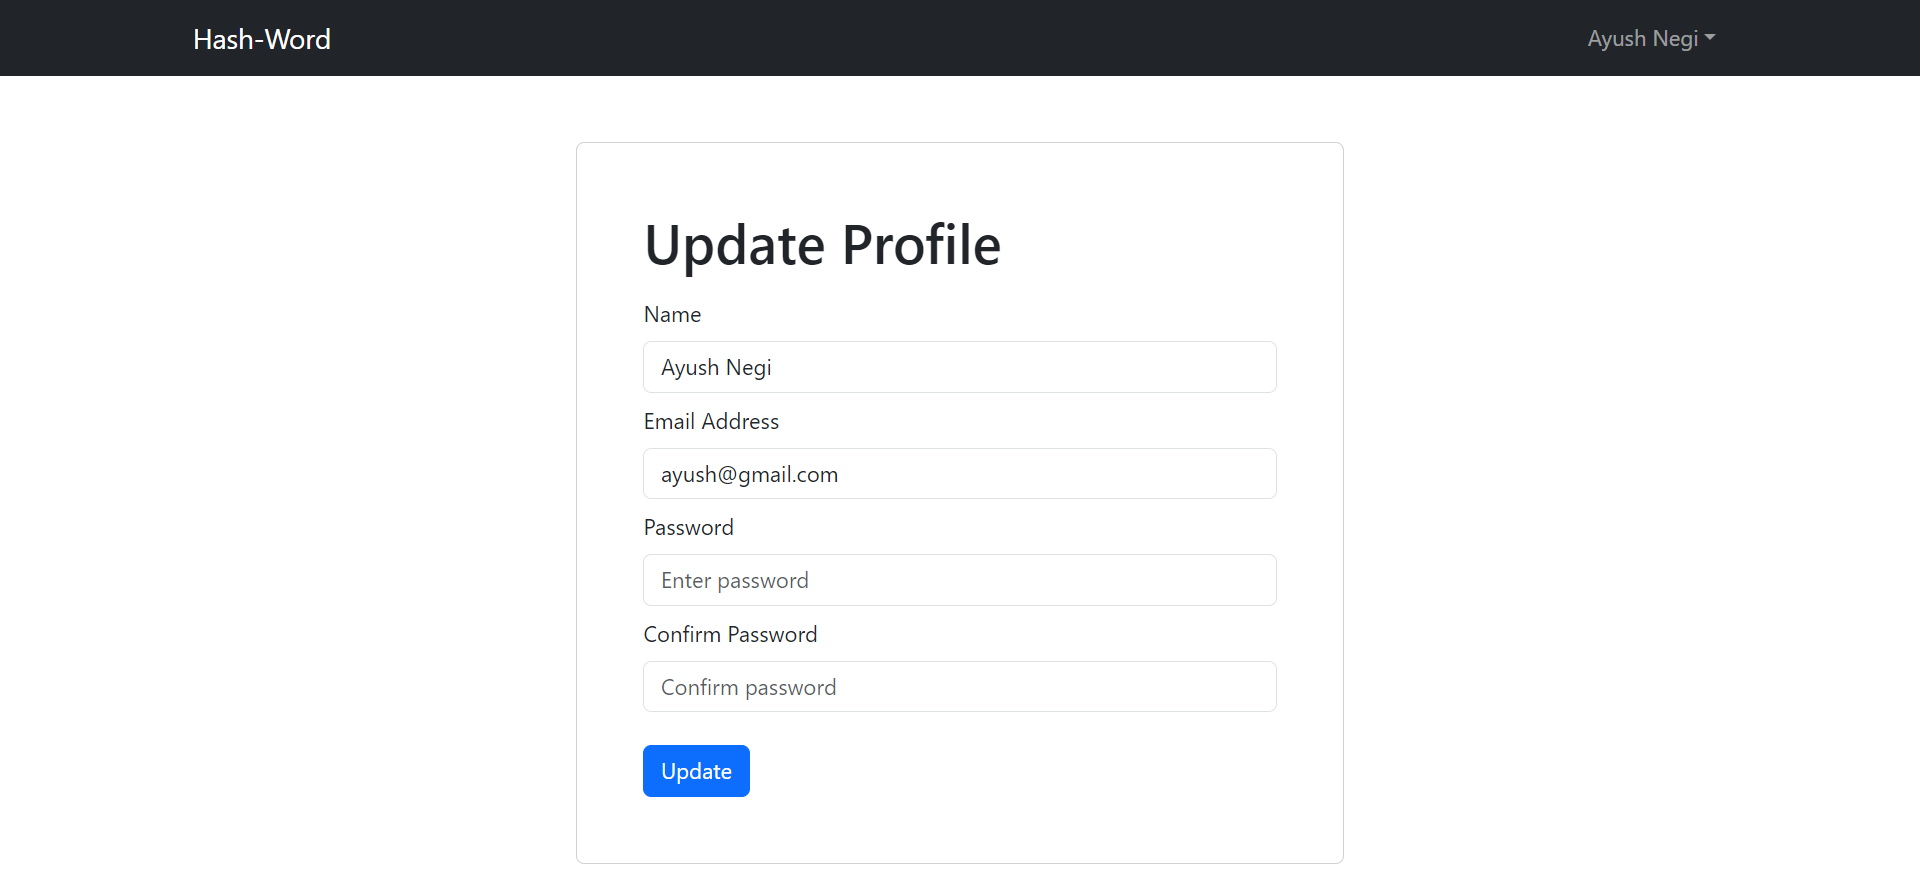 Hash-Word
Ayush Negi
Update Profile
Name
Ayush Negi
Email Address
ayush@gmail.com
Password
Enter password
Confirm Password
Confirm password
Update